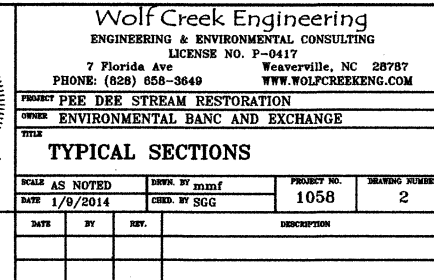 Wolf Creek Engineering
ENGINEERING & ENVIRONMENTAL CONSULTING
LICENSE NO. P-0417
7 Florida Ave Weaverville, NC 28787
PHONE: (828) 658-3649 WWW.WOLFCREEKENG.COM
PROJECT PEE DEE STREAM RESTORATION
OWNER ENVIRONMENTAL BANC AND EXCHANGE
TITLE
TYPICAL SECTIONS
SCALE AS NOTED DRWN. BY mmf PROJECT NO. DRAWING NUMBE
DATE 1/9/2014 CHKD. BY SGG 1058 2
DATE BY REV. DESCRIPTION